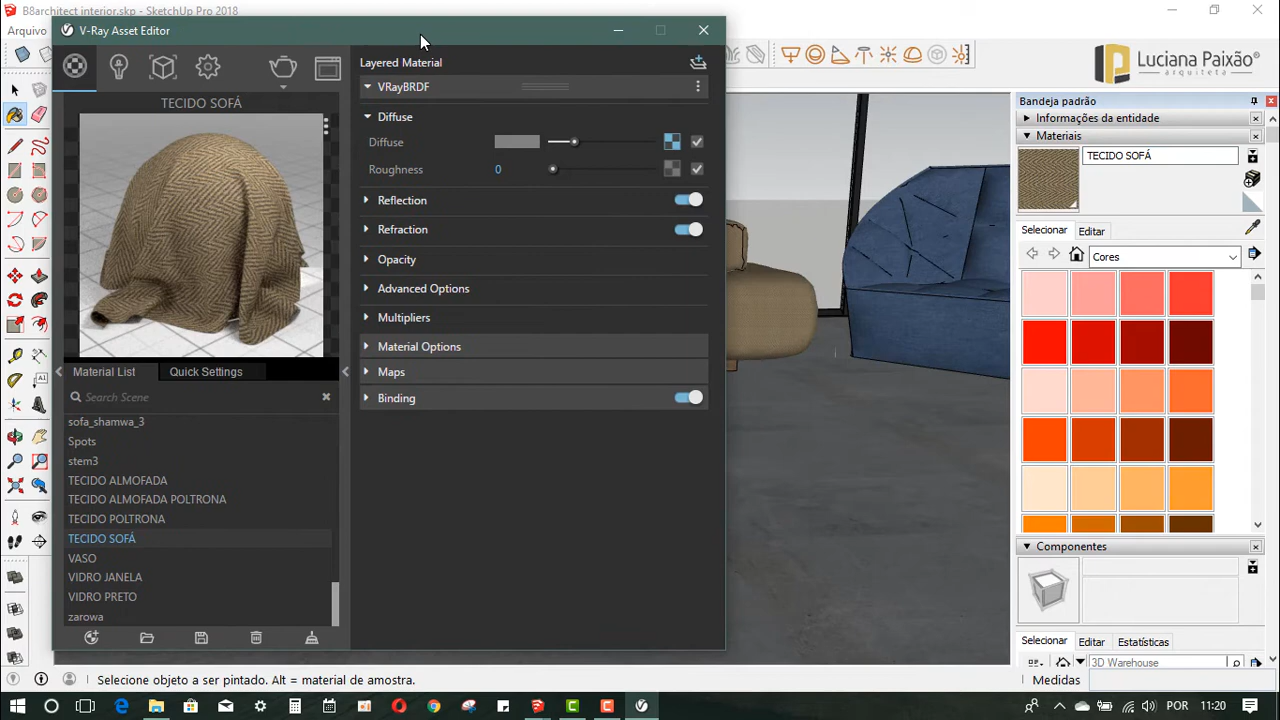 B8architect interior.skp - SketchUp Pro 2018
Arquivo
V-Ray Asset Editor
TECIDO SOFÁ
Material List
Quick Settings
Search Scene
sofa_shamwa_3
Spots
stem3
TECIDO ALMOFADA
TECIDO ALMOFADA POLTRONA
TECIDO POLTRONA
TECIDO SOFÁ
VASO
VIDRO JANELA
VIDRO PRETO
zarowa
Layered Material
VRayBRDF
Diffuse
Diffuse
Roughness 0
Reflection
Refraction
Opacity
Advanced Options
Multipliers
Material Options
Maps
Binding
Luciana Paixão
arquiteta
Bandeja padrão
Informações da entidade
Materiais
TECIDO SOFÁ
Selecionar Editar
Cores
Componentes
Selecionar Editar Estatísticas
3D Warehouse
Selecione objeto a ser pintado. Alt = material de amostra.
Medidas
POR 11:20